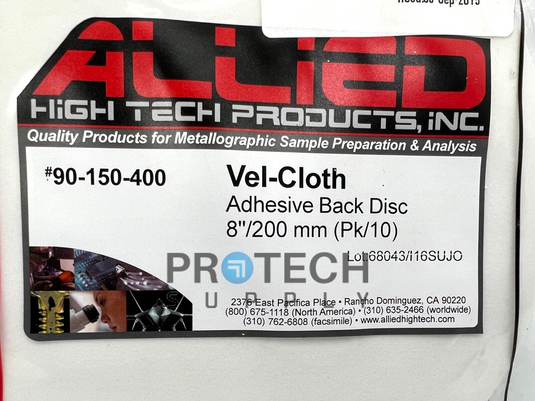 ALLIED
HIGH TECH PRODUCTS, INC.
Quality Products for Metallographic Sample Preparation & Analysis
#90-150-400
Vel-Cloth
Adhesive Back Disc
8"/200 mm (Pk/10)
Lot:68043/I16SUJO
PROTECH
SUPPLY
2376 East Pacifica Place • Rancho Dominguez, CA 90220
(800) 675-1118 (North America) • (310) 635-2466 (worldwide)
(310) 762-6808 (facsimile) • www.alliedhightech.com